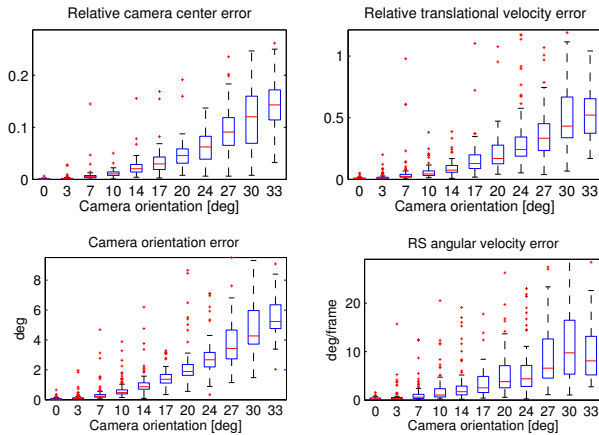 Relative camera center error
0.2
0.1
0
0 3 7 10 14 17 20 24 27 30 33
Camera orientation [deg]
Relative translational velocity error
1
0.5
0
0 3 7 10 14 17 20 24 27 30 33
Camera orientation [deg]
Camera orientation error
deg
8
6
4
2
0
0 3 7 10 14 17 20 24 27 30 33
Camera orientation [deg]
RS angular velocity error
deg/frame
20
10
0
0 3 7 10 14 17 20 24 27 30 33
Camera orientation [deg]